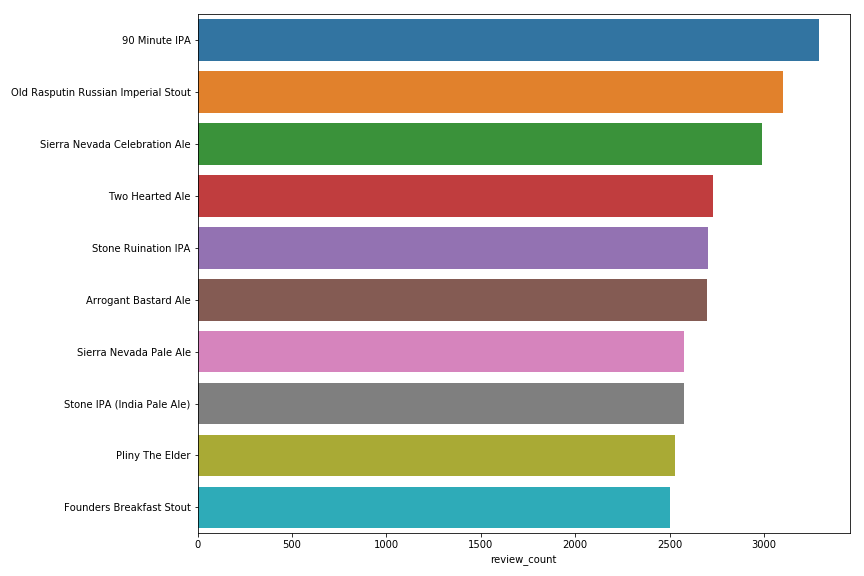 90 Minute IPA
Old Rasputin Russian Imperial Stout
Sierra Nevada Celebration Ale
Two Hearted Ale
Stone Ruination IPA
Arrogant Bastard Ale
Sierra Nevada Pale Ale
Stone IPA (India Pale Ale)
Pliny The Elder
Founders Breakfast Stout
0 500 1000 1500 2000 2500 3000
review_count